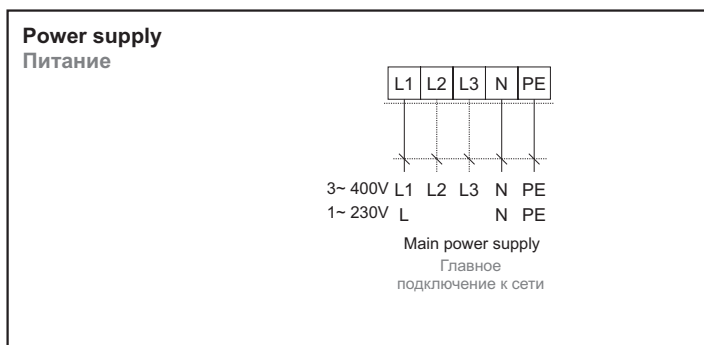 Power supply
Питание
L1 L2 L3 N PE
3~ 400V L1 L2 L3 N PE
1~ 230V L N PE
Main power supply
Главное
подключение к сети